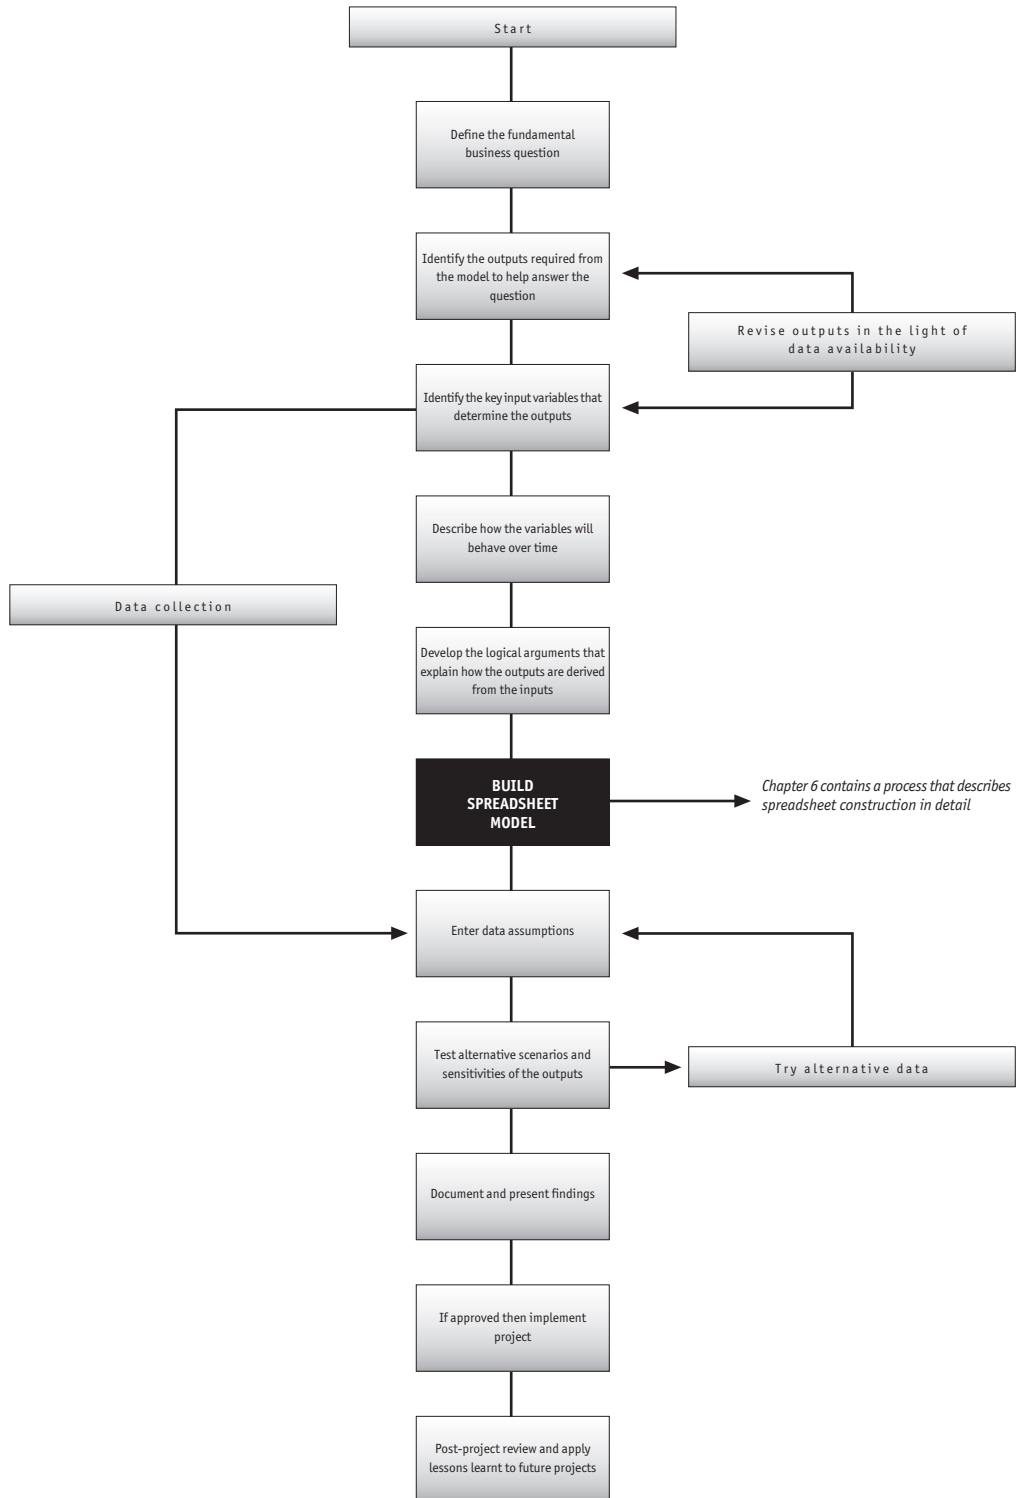 Start
Define the fundamental
business question
Identify the outputs required from
the model to help answer the
question
Revise outputs in the light of
data availability
Identify the key input variables that
determine the outputs
Describe how the variables will
behave over time
Data collection
Develop the logical arguments that
explain how the outputs are derived
from the inputs
BUILD
SPREADSHEET
MODEL
Chapter 6 contains a process that describes
spreadsheet construction in detail
Enter data assumptions
Test alternative scenarios and
sensitivities of the outputs
Try alternative data
Document and present findings
If approved then implement
project
Post-project review and apply
lessons learnt to future projects